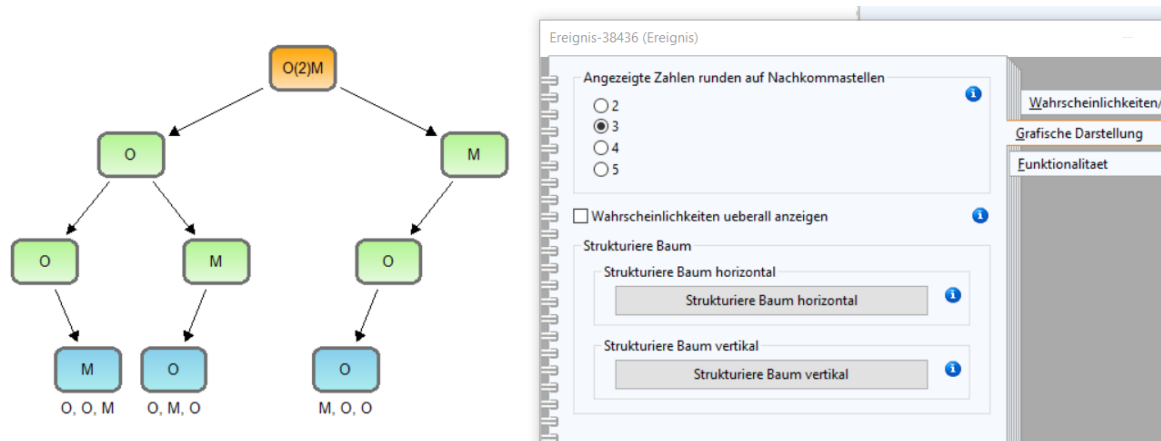 O(2)M
O
M
O
M
O
M
O
O
O, O, M
O, M, O
M, O, O
Ereignis-38436 (Ereignis)
Angezeigte Zahlen runden auf Nachkommastellen
2
3
4
5
Wahrscheinlichkeiten ueberall anzeigen
Strukturiere Baum
Strukturiere Baum horizontal
Strukturiere Baum horizontal
Strukturiere Baum vertikal
Strukturiere Baum vertikal
Wahrscheinlichkeiten/
Grafische Darstellung
Funktionalitaet